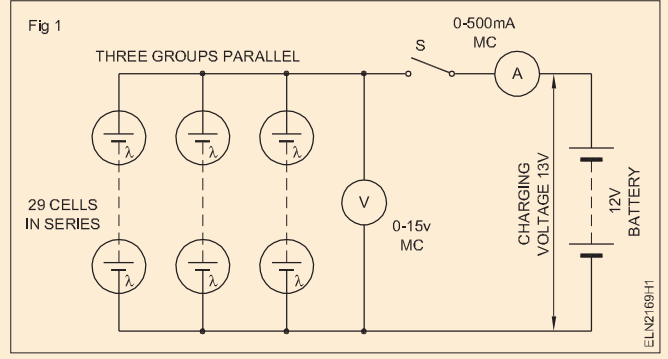 Fig 1
THREE GROUPS PARALLEL
S
0-500mA
MC
A
λ
λ
λ
29 CELLS
IN SERIES
V
0-15v
MC
CHARGING
VOLTAGE 13V
12V
BATTERY
λ
λ
λ
ELN2169H1